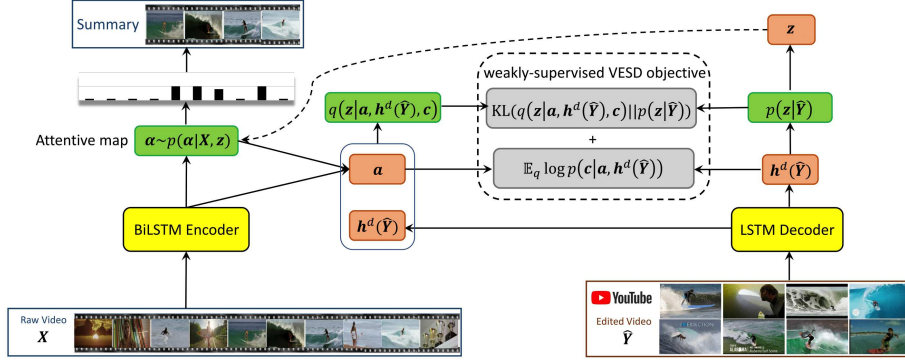 Summary
z
weakly-supervised VESD objective
q(z|a, h^d(Ŷ), c)
KL(q(z|a, h^d(Ŷ), c)||p(z|Ŷ))
p(z|Ŷ)
Attentive map
α~p(α|X, z)
+
a
𝔼_q log p(c|a, h^d(Ŷ))
h^d(Ŷ)
BiLSTM Encoder
h^d(Ŷ)
LSTM Decoder
Raw Video
X
YouTube
Edited Video
Ŷ